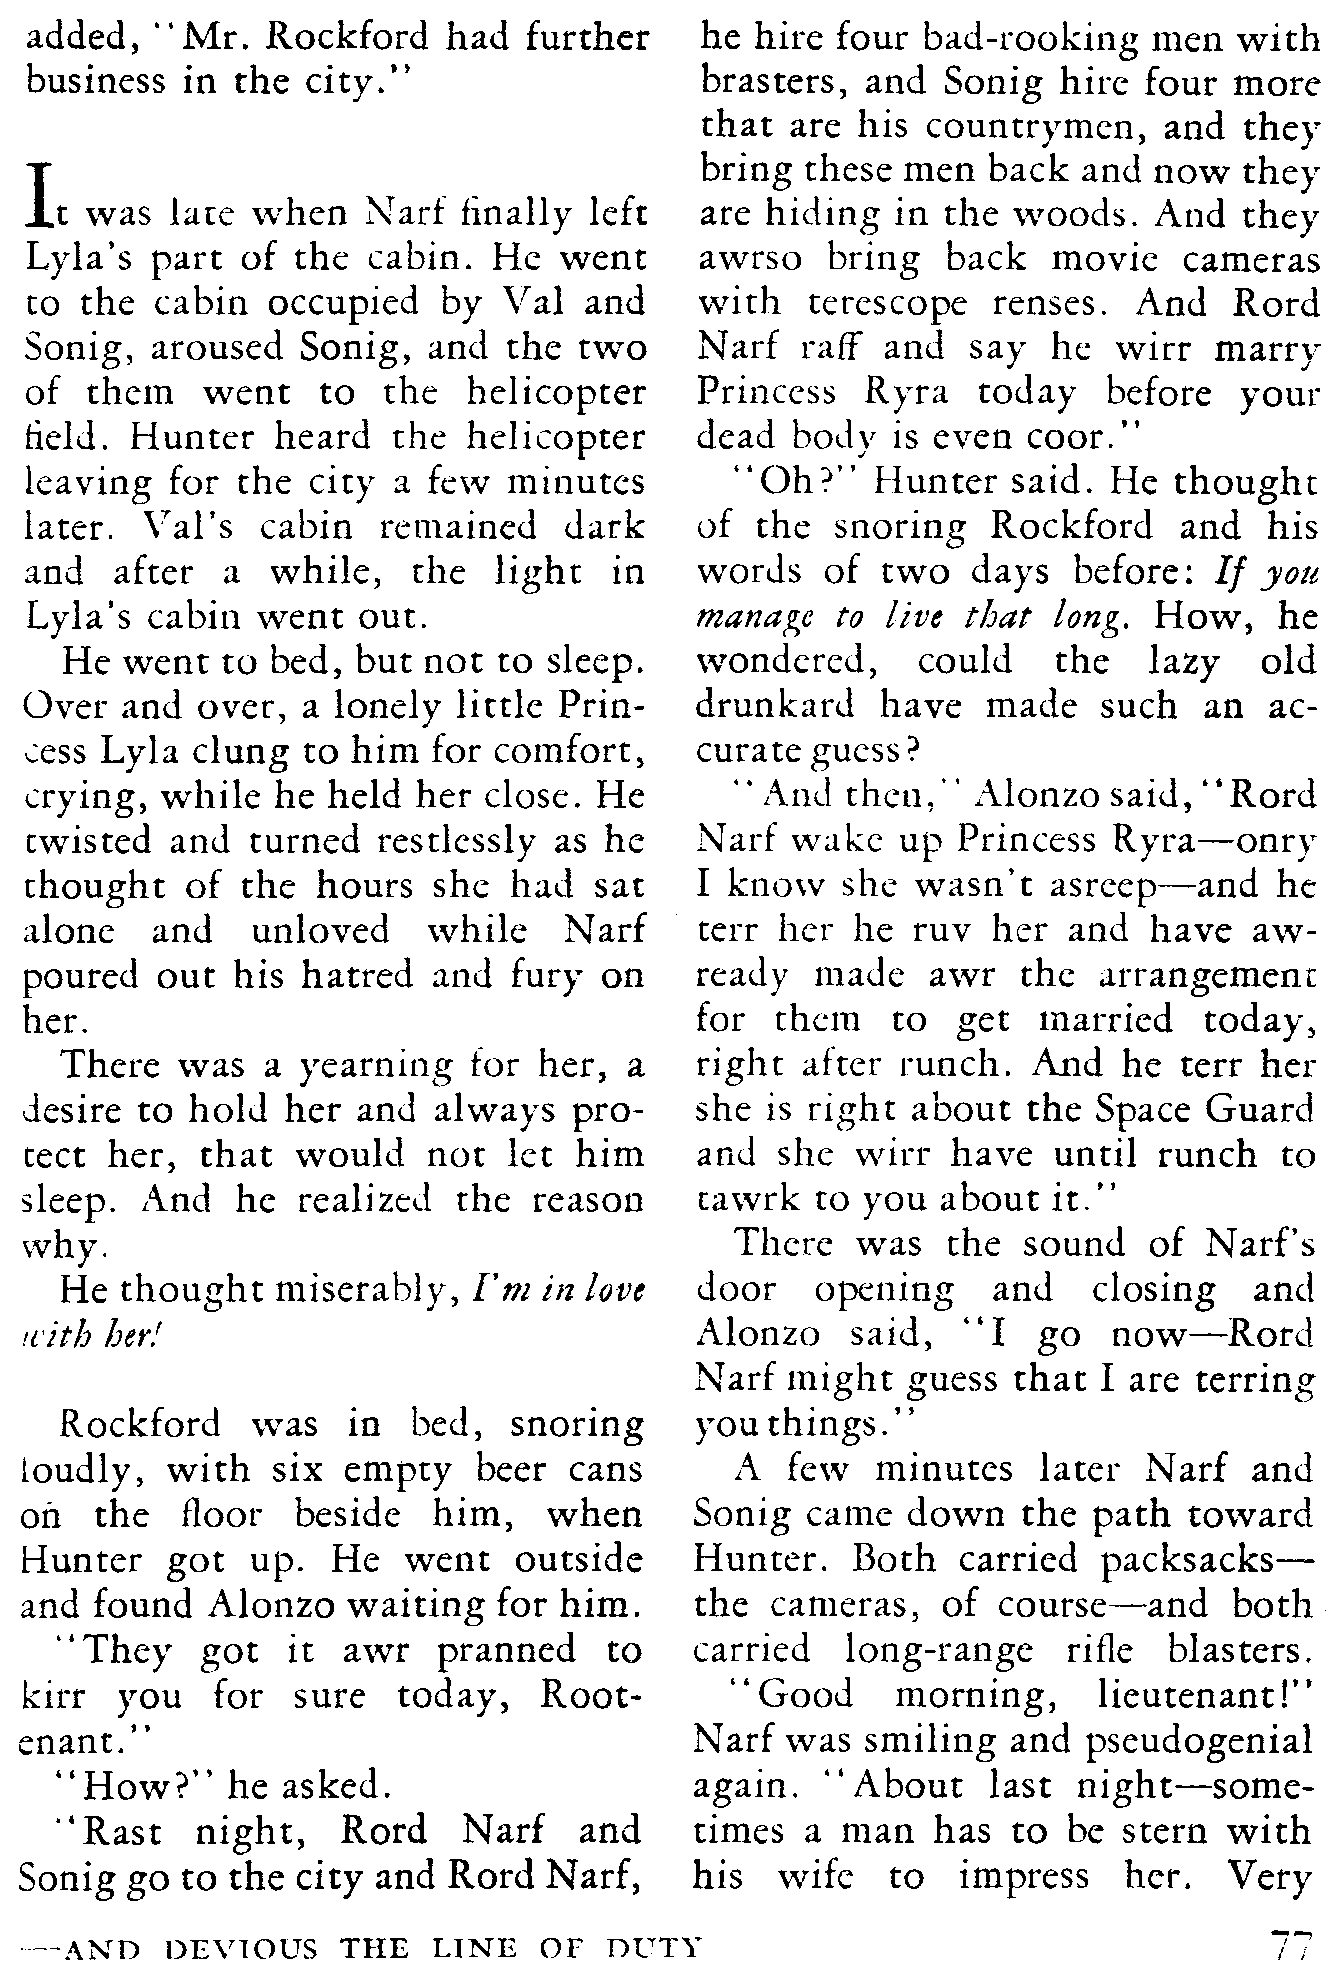 added, "Mr. Rockford had further
business in the city."
It was late when Narf finally left
Lyla's part of the cabin. He went
to the cabin occupied by Val and
Sonig, aroused Sonig, and the two
of them went to the helicopter
field. Hunter heard the helicopter
leaving for the city a few minutes
later. Val's cabin remained dark
and after a while, the light in
Lyla's cabin went out.
He went to bed, but not to sleep.
Over and over, a lonely little Prin-
cess Lyla clung to him for comfort,
crying, while he held her close. He
twisted and turned restlessly as he
thought of the hours she had sat
alone and unloved while Narf
poured out his hatred and fury on
her.
There was a yearning for her, a
desire to hold her and always pro-
tect her, that would not let him
sleep. And he realized the reason
why.
He thought miserably, I'm in love
with her!
Rockford was in bed, snoring
loudly, with six empty beer cans
on the floor beside him, when
Hunter got up. He went outside
and found Alonzo waiting for him.
"They got it awr pranned to
kirr you for sure today, Root-
enant."
"How?" he asked.
"Rast night, Rord Narf and
Sonig go to the city and Rord Narf,
he hire four bad-rooking men with
brasters, and Sonig hire four more
that are his countrymen, and they
bring these men back and now they
are hiding in the woods. And they
awrso bring back movie cameras
with terescope renses. And Rord
Narf raff and say he wirr marry
Princess Ryra today before your
dead body is even coor."
"Oh?" Hunter said. He thought
of the snoring Rockford and his
words of two days before: If you
manage to live that long. How, he
wondered, could the lazy old
drunkard have made such an ac-
curate guess?
"And then," Alonzo said, "Rord
Narf wake up Princess Ryra—onry
I know she wasn't asreep—and he
terr her he ruv her and have aw-
ready made awr the arrangement
for them to get married today,
right after runch. And he terr her
she is right about the Space Guard
and she wirr have until runch to
tawrk to you about it."
There was the sound of Narf's
door opening and closing and
Alonzo said, "I go now—Rord
Narf might guess that I are terring
you things."
A few minutes later Narf and
Sonig came down the path toward
Hunter. Both carried packsacks—
the cameras, of course—and both
carried long-range rifle blasters.
"Good morning, lieutenant!"
Narf was smiling and pseudogenial
again. "About last night—some-
times a man has to be stern with
his wife to impress her. Very
—AND DEVIOUS THE LINE OF DUTY
77